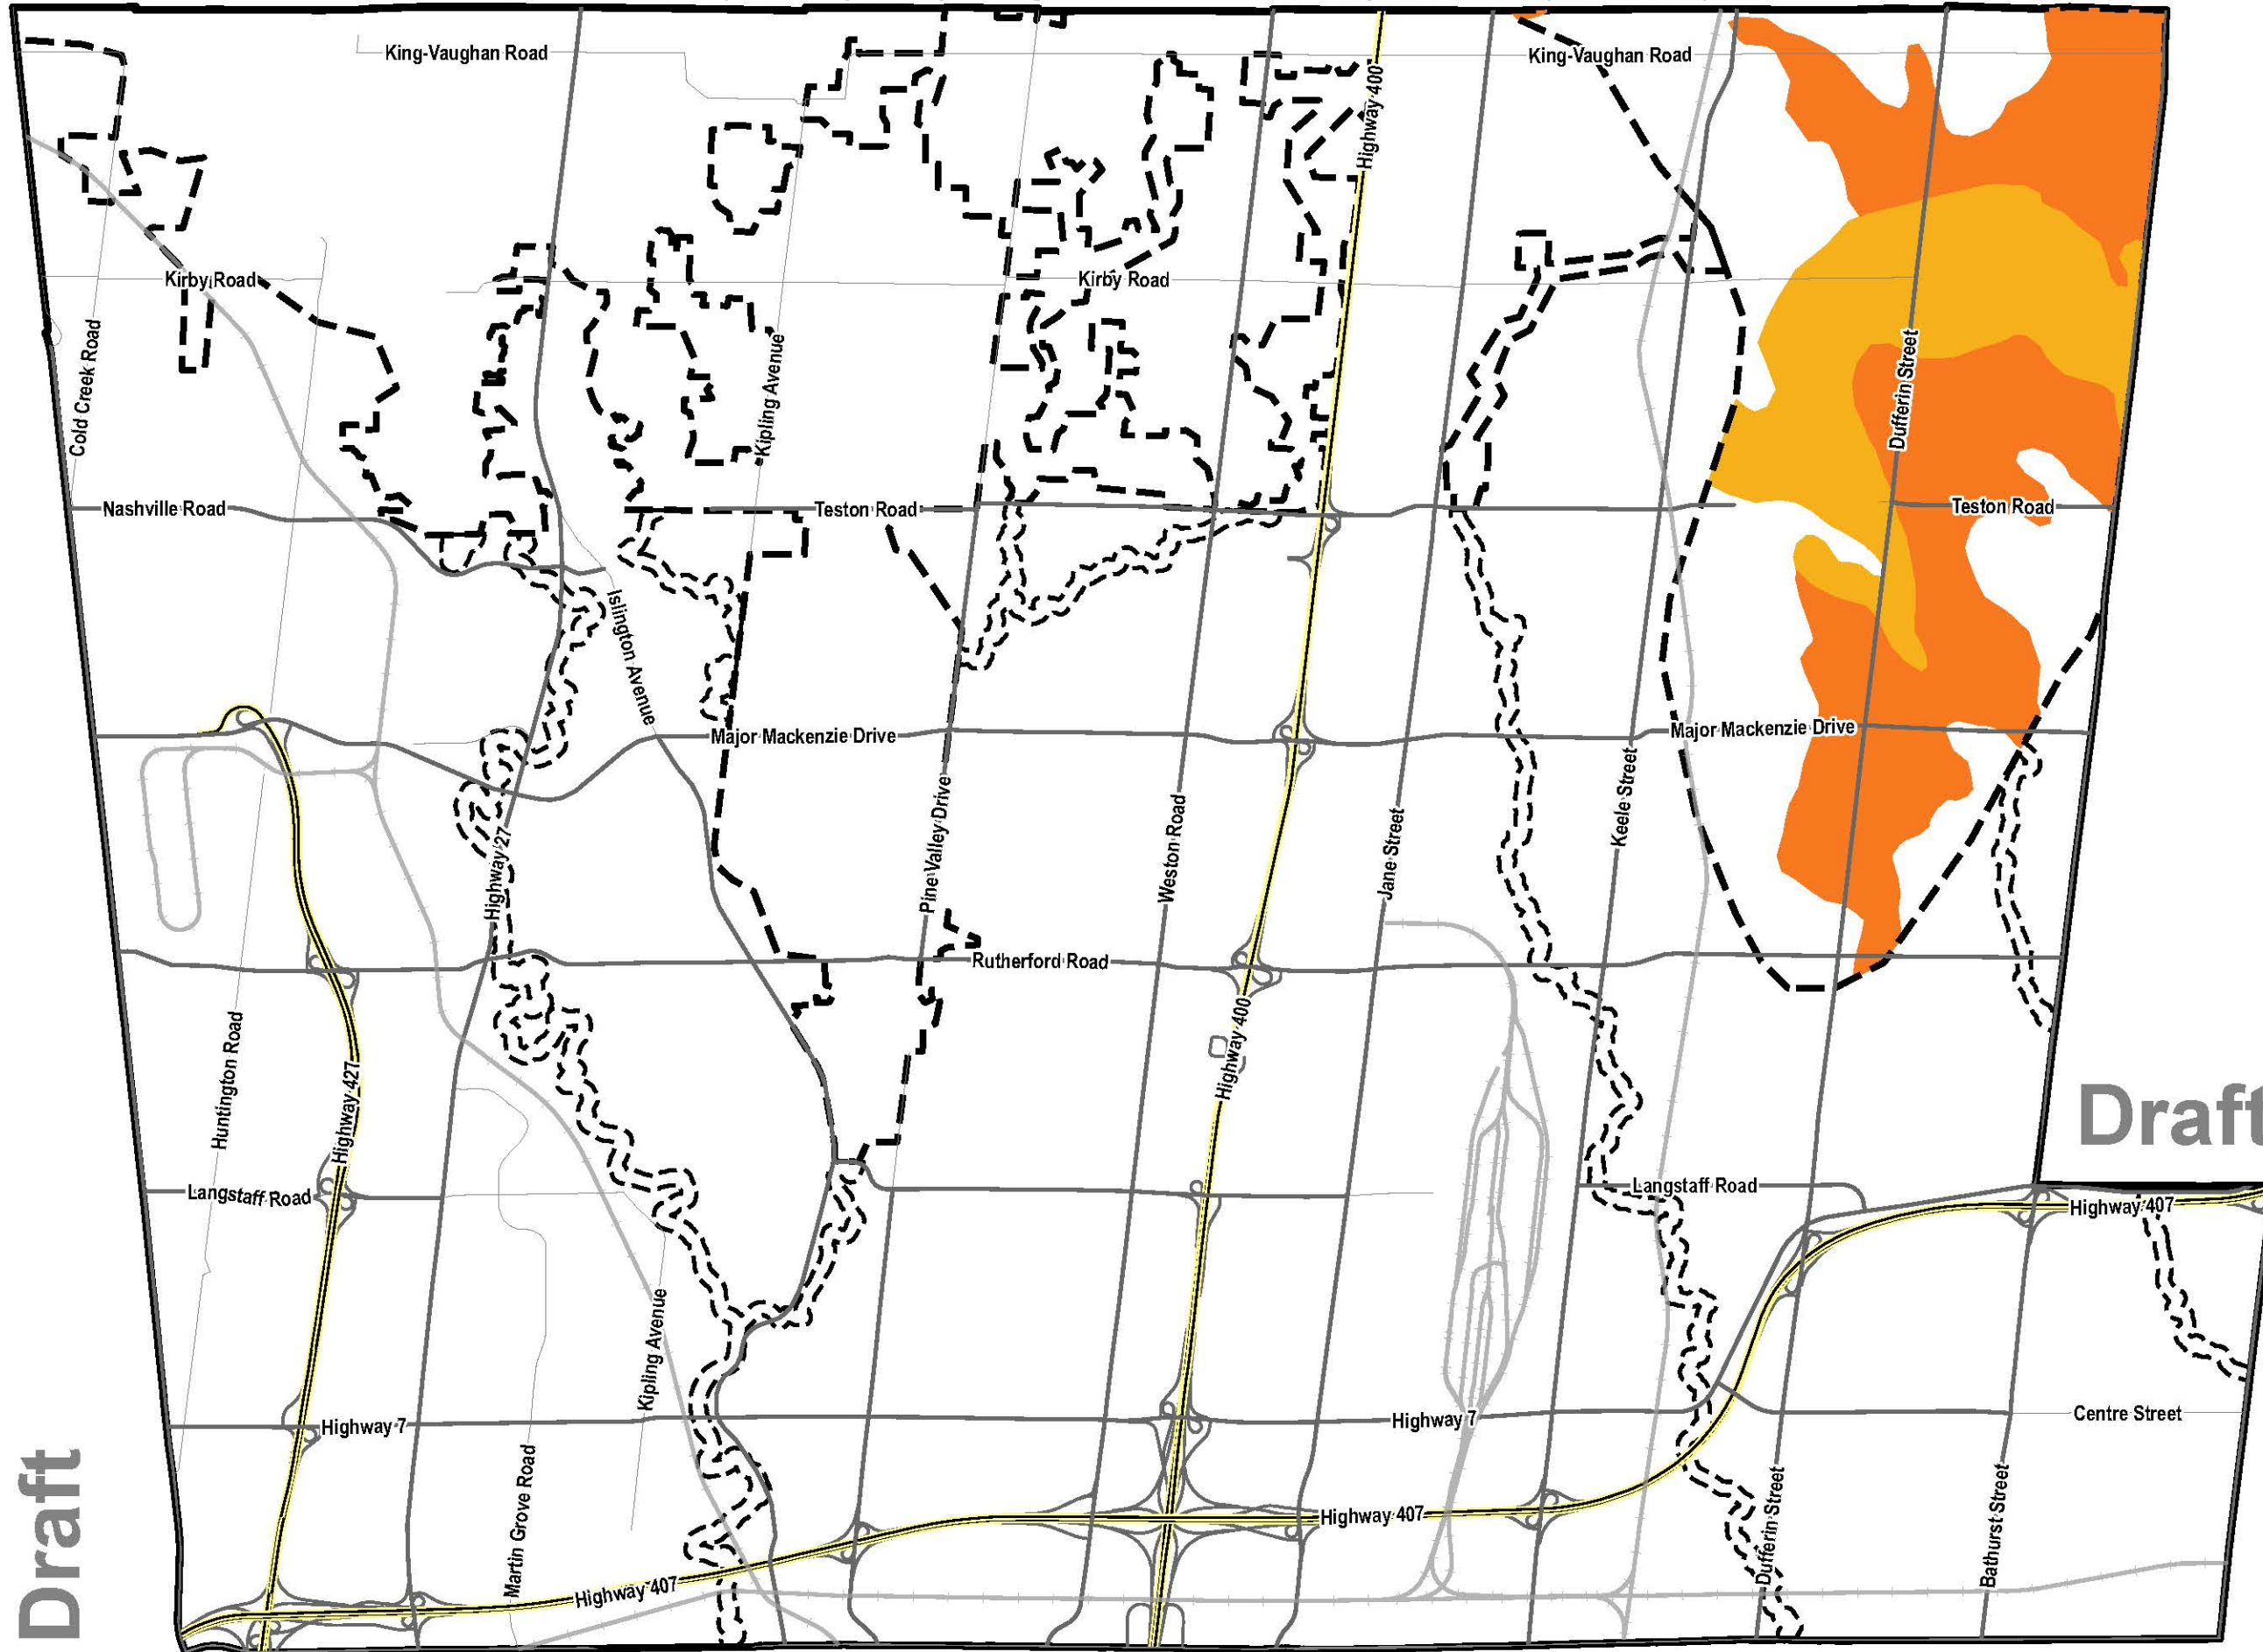 King-Vaughan Road
King-Vaughan Road
Highway 400
Kirby Road
Kirby Road
Cold Creek Road
Kipling Avenue
Dufferin Street
Nashville Road
Teston Road
Teston Road
Islington Avenue
Major Mackenzie Drive
Major Mackenzie Drive
Highway 27
Pine Valley Drive
Weston Road
Jane Street
Keele Street
Rutherford Road
Huntington Road
Highway 427
Highway 400
Draft
Langstaff Road
Langstaff Road
Highway 407
Kipling Avenue
Highway 7
Highway 7
Centre Street
Draft
Martin Grove Road
Highway 407
Highway 407
Dufferin Street
Bathurst Street